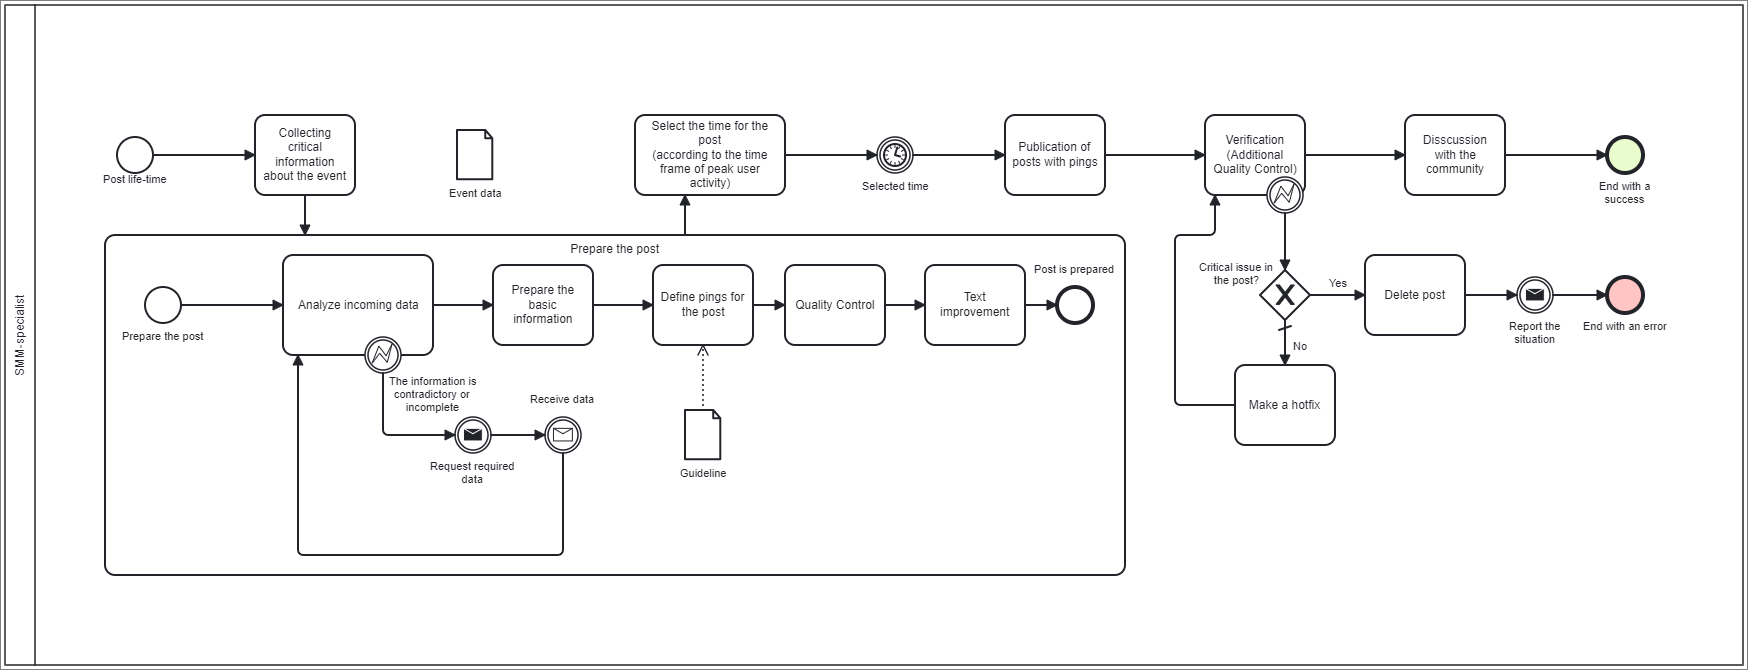 SMM-specialist
Post life-time
Collecting
critical
information
about the event
Event data
Select the time for the
post
(according to the time
frame of peak user
activity)
Selected time
Publication of
posts with pings
Verification
(Additional
Quality Control)
Disscussion
with the
community
End with a
success
Prepare the post
Prepare the post
Analyze incoming data
Prepare the
basic
information
Define pings for
the post
Quality Control
Text
improvement
Post is prepared
The information is
contradictory or
incomplete
Request required
data
Receive data
Guideline
Critical issue in
the post?
Yes
No
Delete post
Report the
situation
End with an error
Make a hotfix